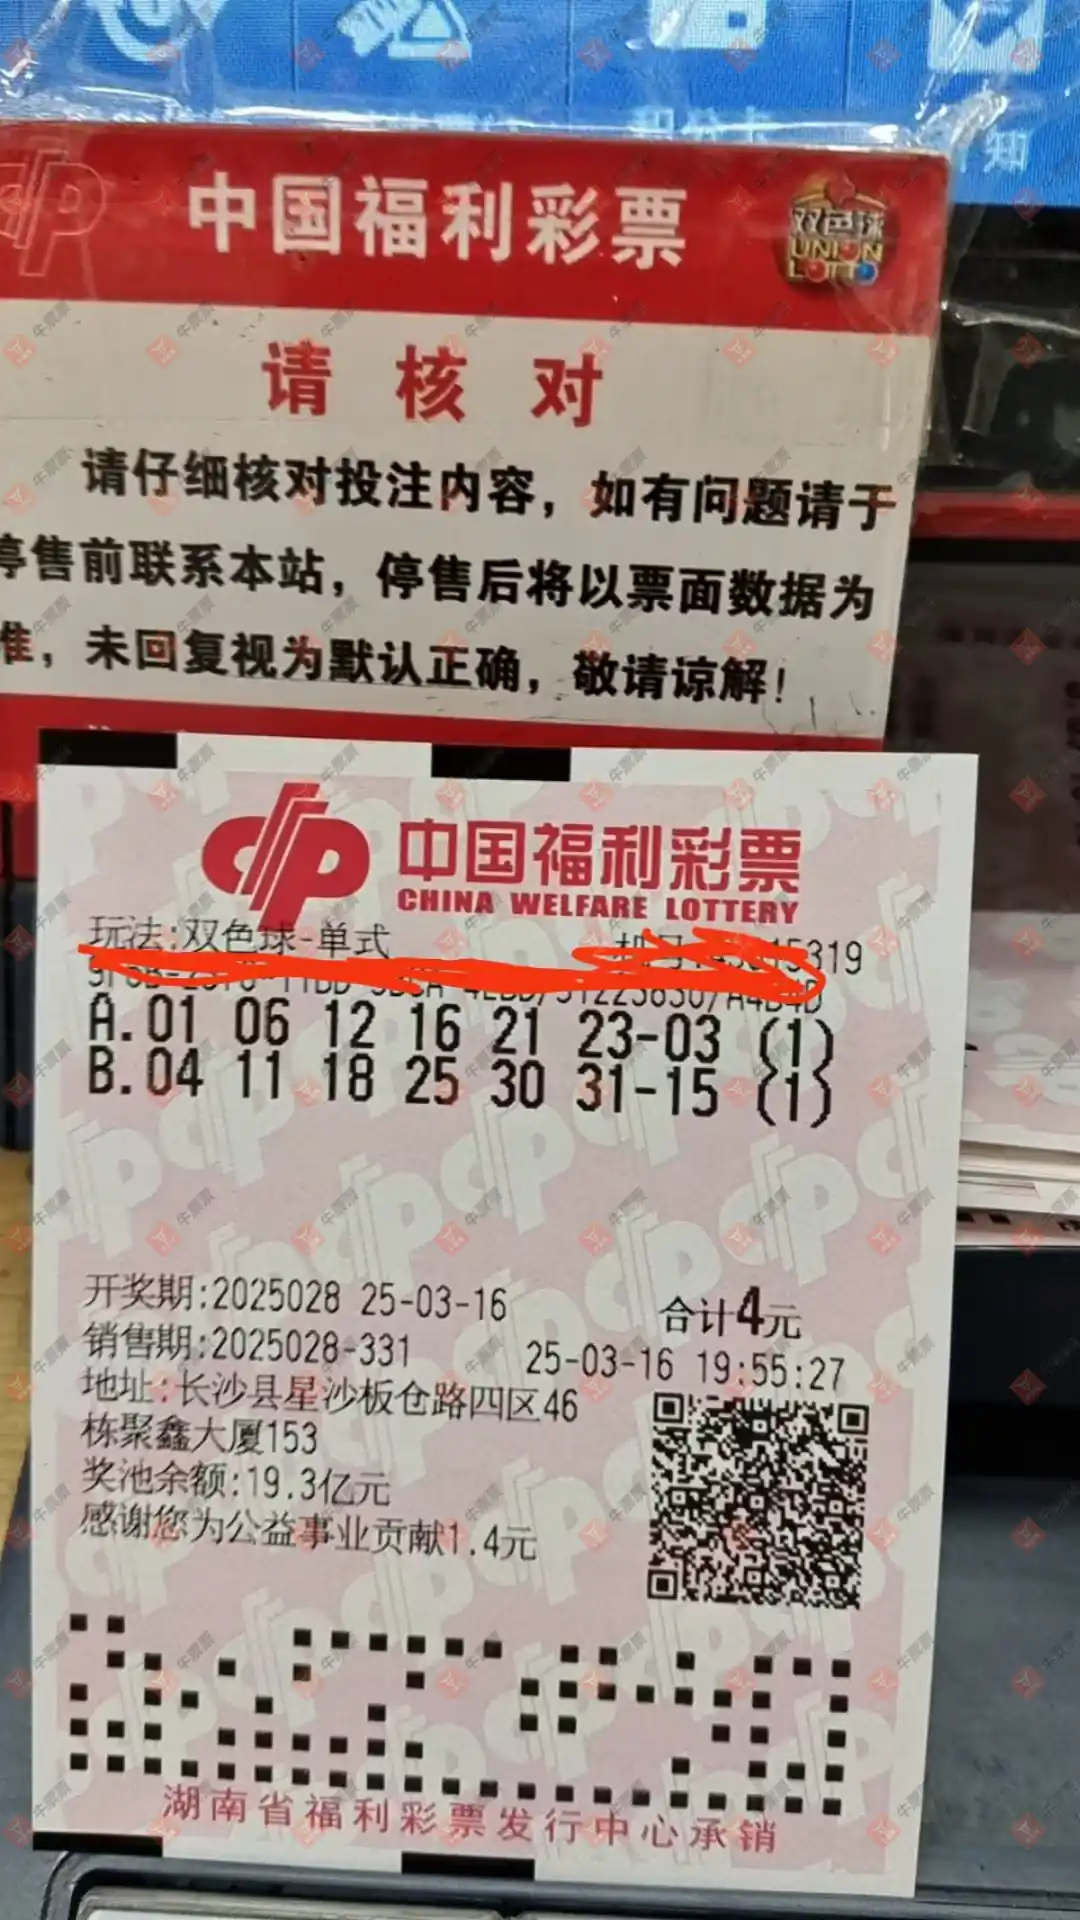 知
中国福利彩票
双色球
UNION
LOTTO
请核对
请仔细核对投注内容，如有问题请于
停售前联系本站，停售后将以票面数据为
准，未回复视为默认正确，敬请谅解！
中国福利彩票
CHINA WELFARE LOTTERY
玩法:双色球-单式
A.01 06 12 16 21 23-03 (1)
B.04 11 18 25 30 31-15 (1)
开奖期:2025028 25-03-16
合计4元
销售期:2025028-331
25-03-16 19:55:27
地址:长沙县星沙板仓路四区46
栋聚鑫大厦153
奖池余额:19.3亿元
感谢您为公益事业贡献1.4元
湖南省福利彩票发行中心承销
牛票票